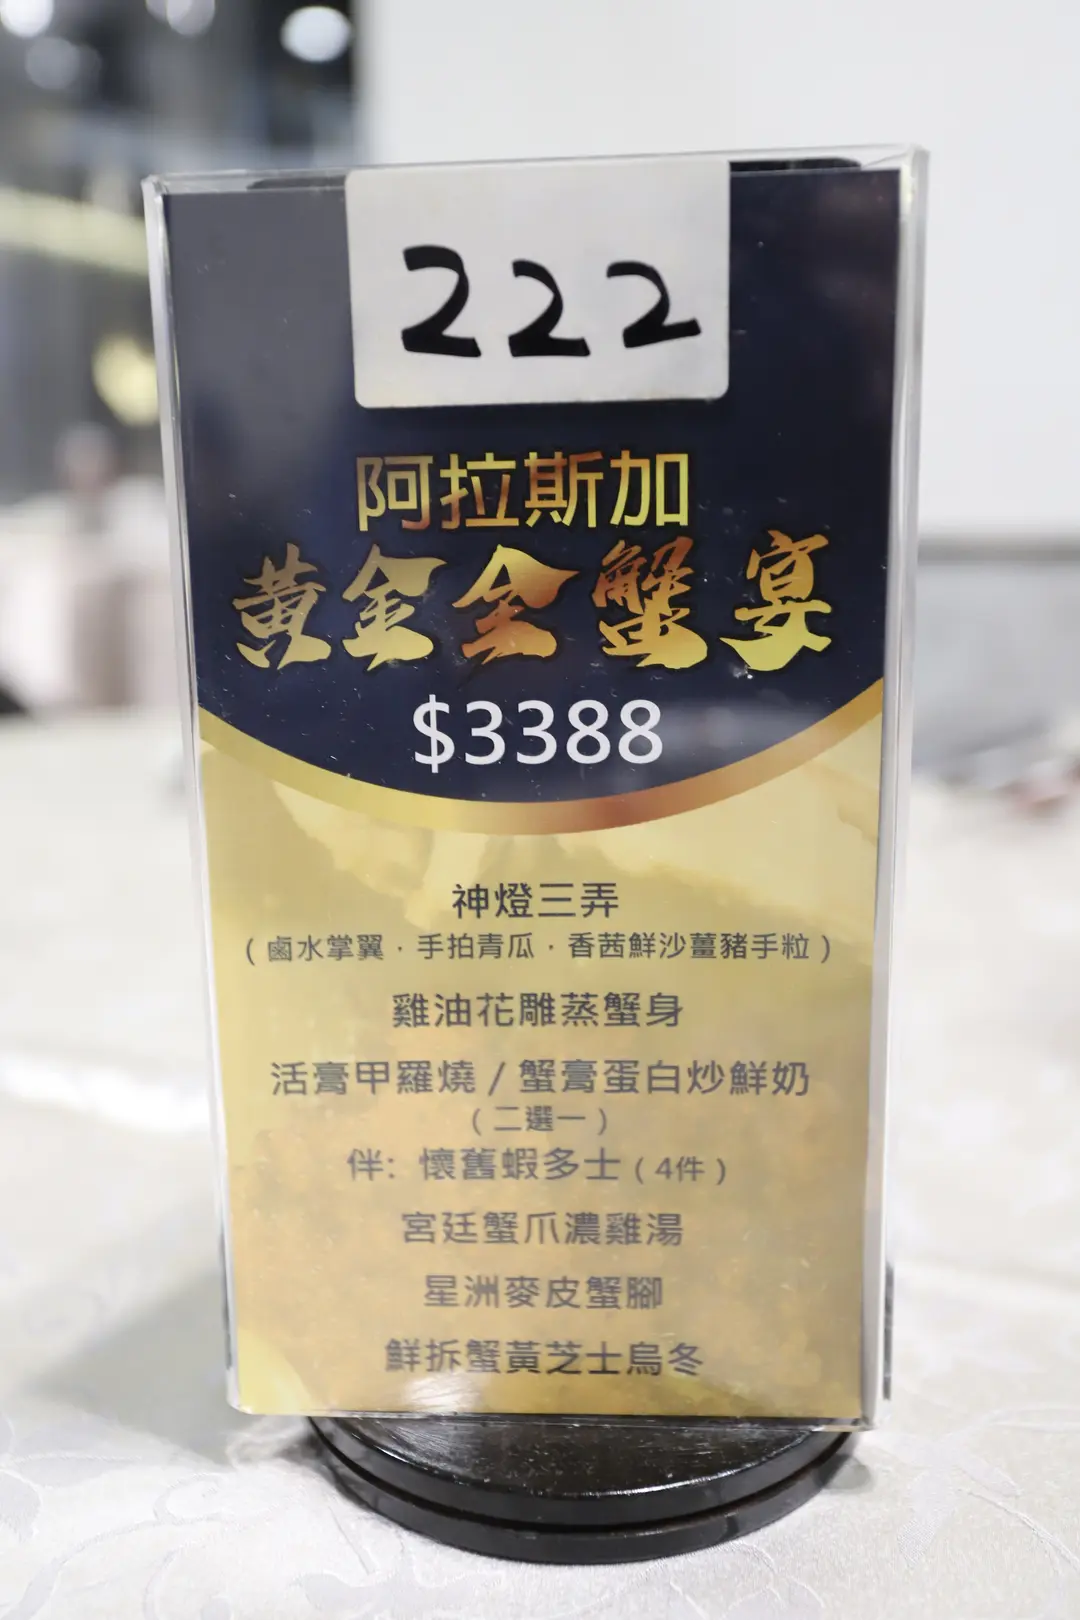 222
阿拉斯加
黃金全蟹宴
$3388
神燈三弄
（鹵水掌翼．手拍青瓜．香茜鮮沙薑豬手粒）
雞油花雕蒸蟹身
活膏甲羅燒 / 蟹膏蛋白炒鮮奶
（二選一）
伴: 懷舊蝦多士（4件）
宮廷蟹爪濃雞湯
星洲麥皮蟹腳
鮮拆蟹黃芝士烏冬